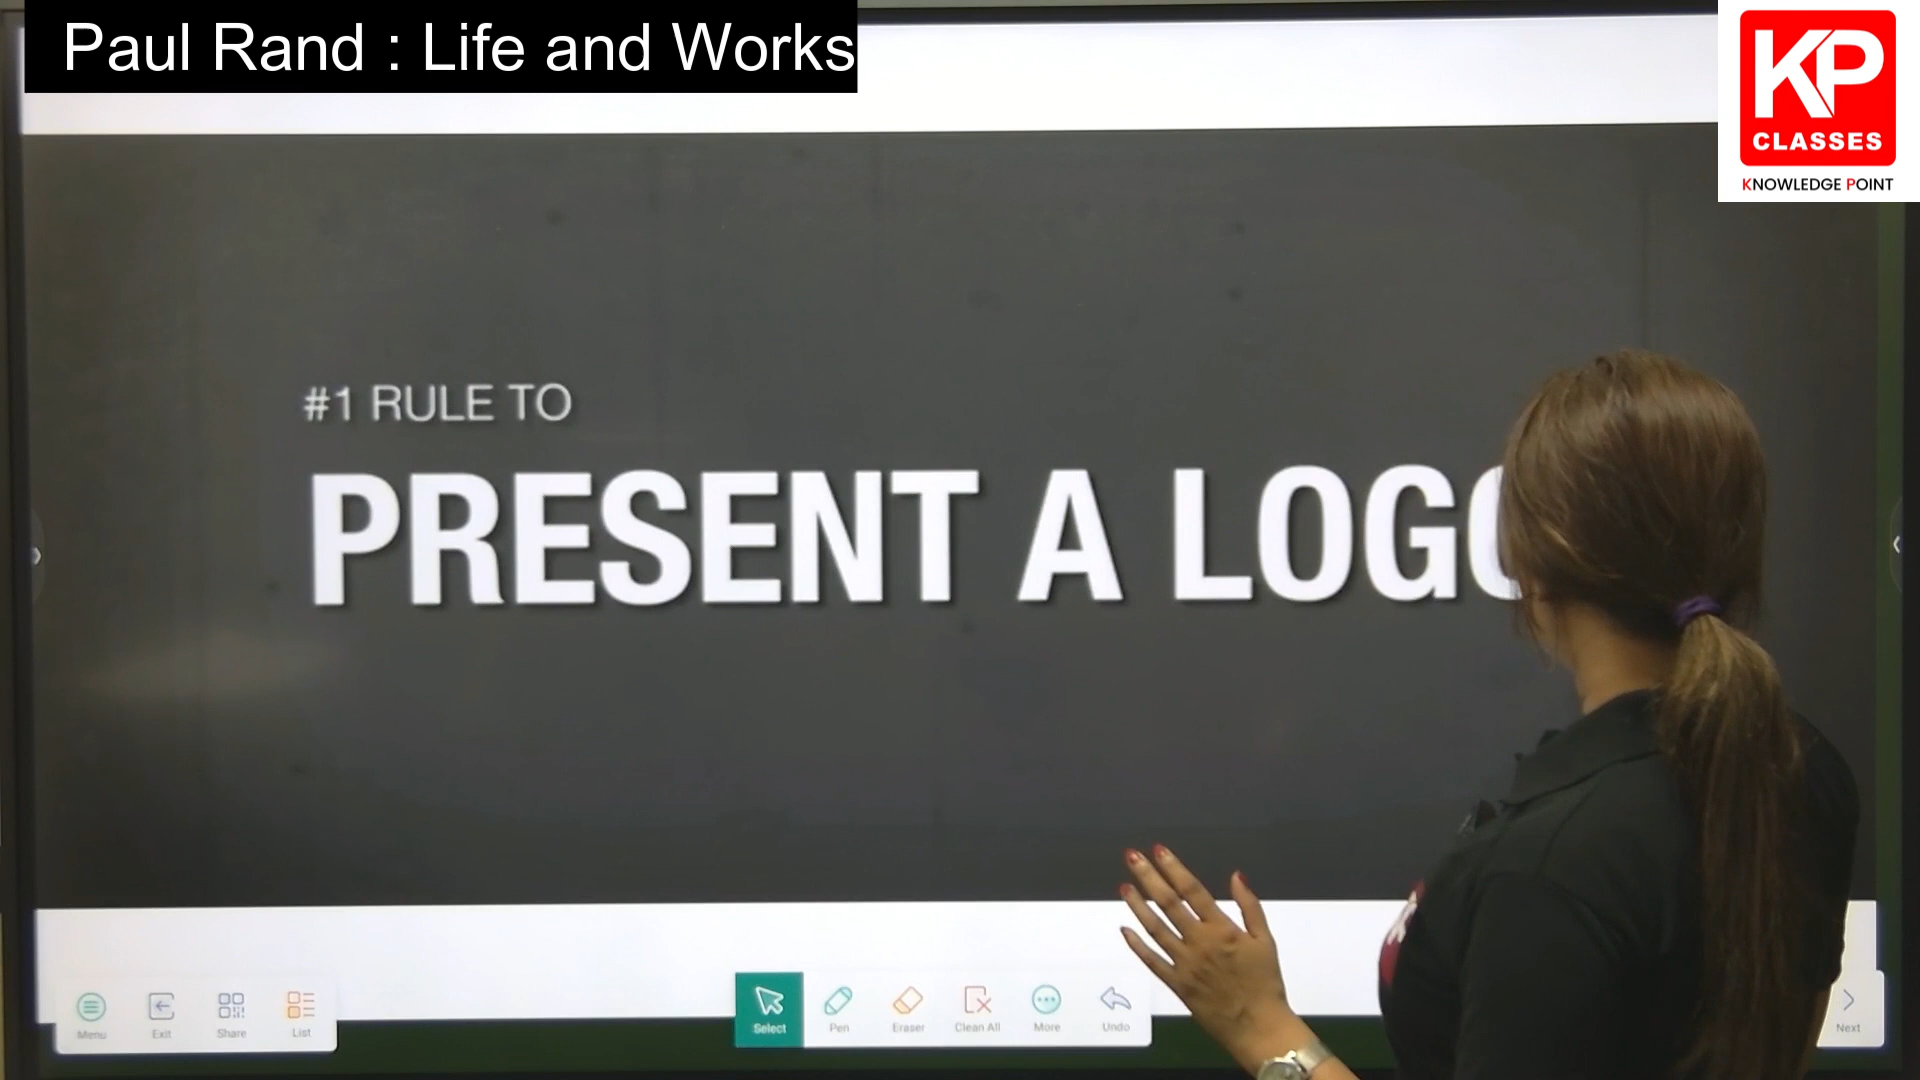 Paul Rand : Life and Works
KP
CLASSES
KNOWLEDGE POINT
#1 RULE TO
PRESENT A LOGO
Menu
Exit
Share
List
Select
Pen
Eraser
Clean All
More
Undo
Next